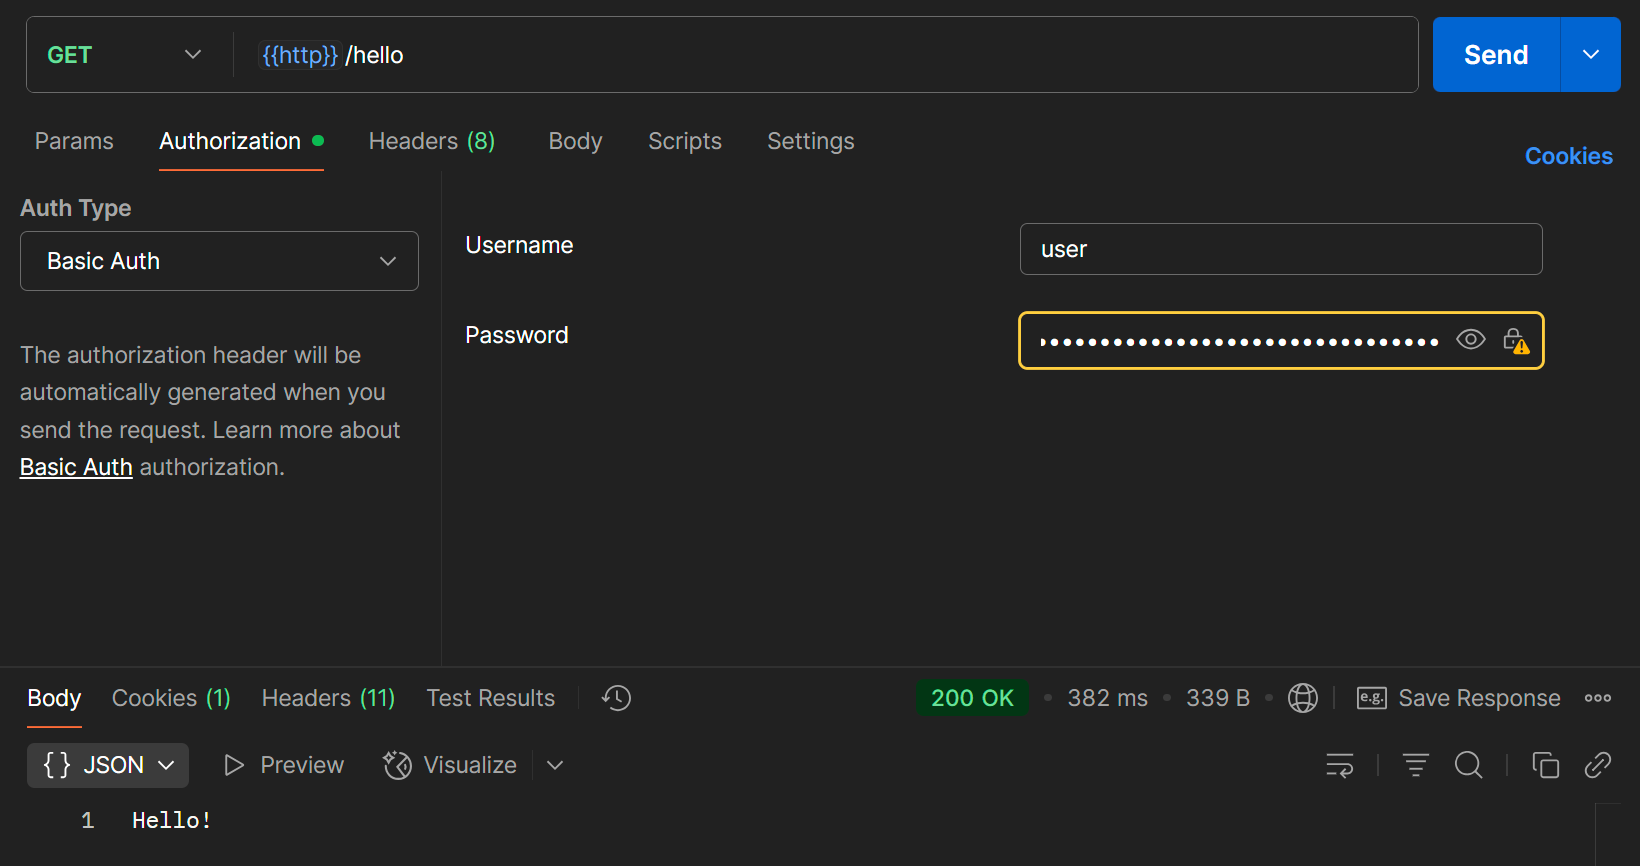 GET {{http}}/hello Send
Params Authorization Headers (8) Body Scripts Settings Cookies
Auth Type
Basic Auth
The authorization header will be
automatically generated when you
send the request. Learn more about
Basic Auth authorization.
Username user
Password ••••••••••••••••••••••••••••••••
Body Cookies (1) Headers (11) Test Results 200 OK • 382 ms • 339 B • e.g. Save Response
{} JSON Preview Visualize
1 Hello!